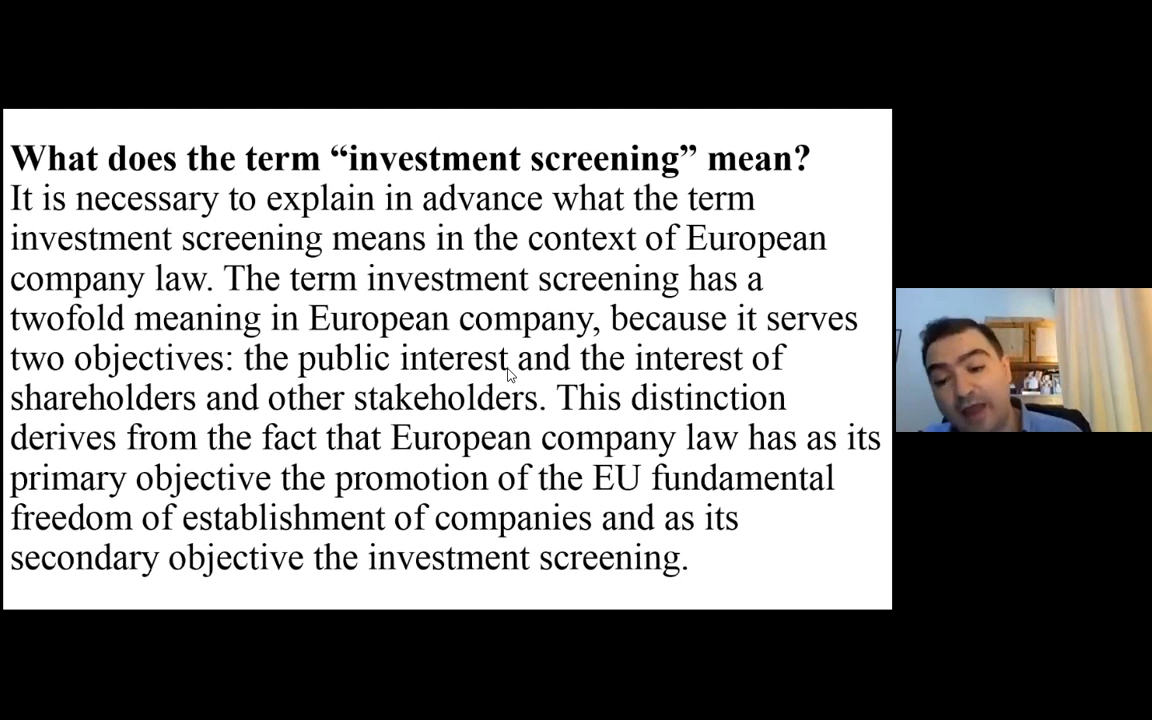 What does the term “investment screening” mean?
It is necessary to explain in advance what the term
investment screening means in the context of European
company law. The term investment screening has a
twofold meaning in European company, because it serves
two objectives: the public interest and the interest of
shareholders and other stakeholders. This distinction
derives from the fact that European company law has as its
primary objective the promotion of the EU fundamental
freedom of establishment of companies and as its
secondary objective the investment screening.